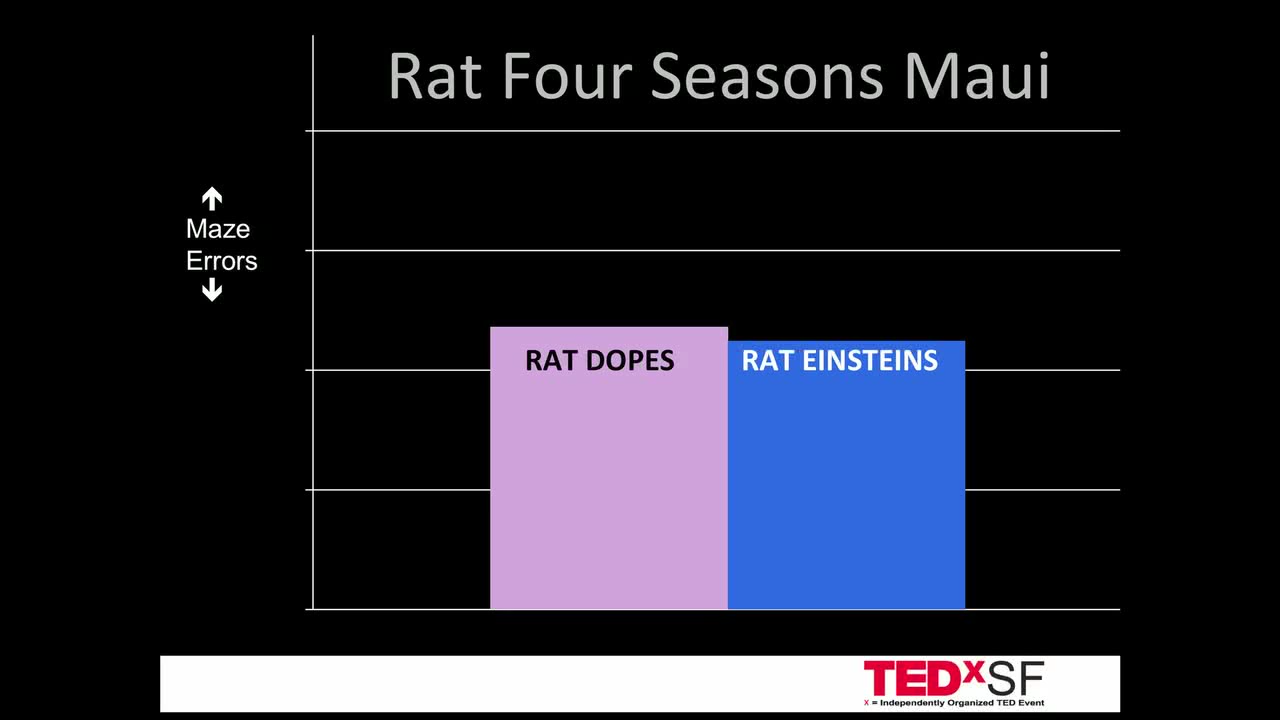 Rat Four Seasons Maui
Maze
Errors
RAT DOPES
RAT EINSTEINS
TEDxSF
x = Independently Organized TED Event